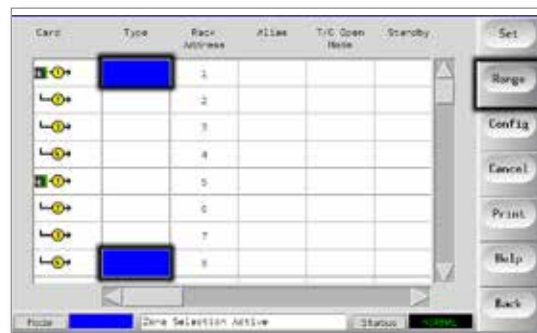 Card Type Rack Address Alias T/C Open Mode Standby
Set
1
Range
2
3
Config
4
Cancel
5
6
Print
7
8
Help
Back
Mode
Zone Selection Active
Status
NORMAL